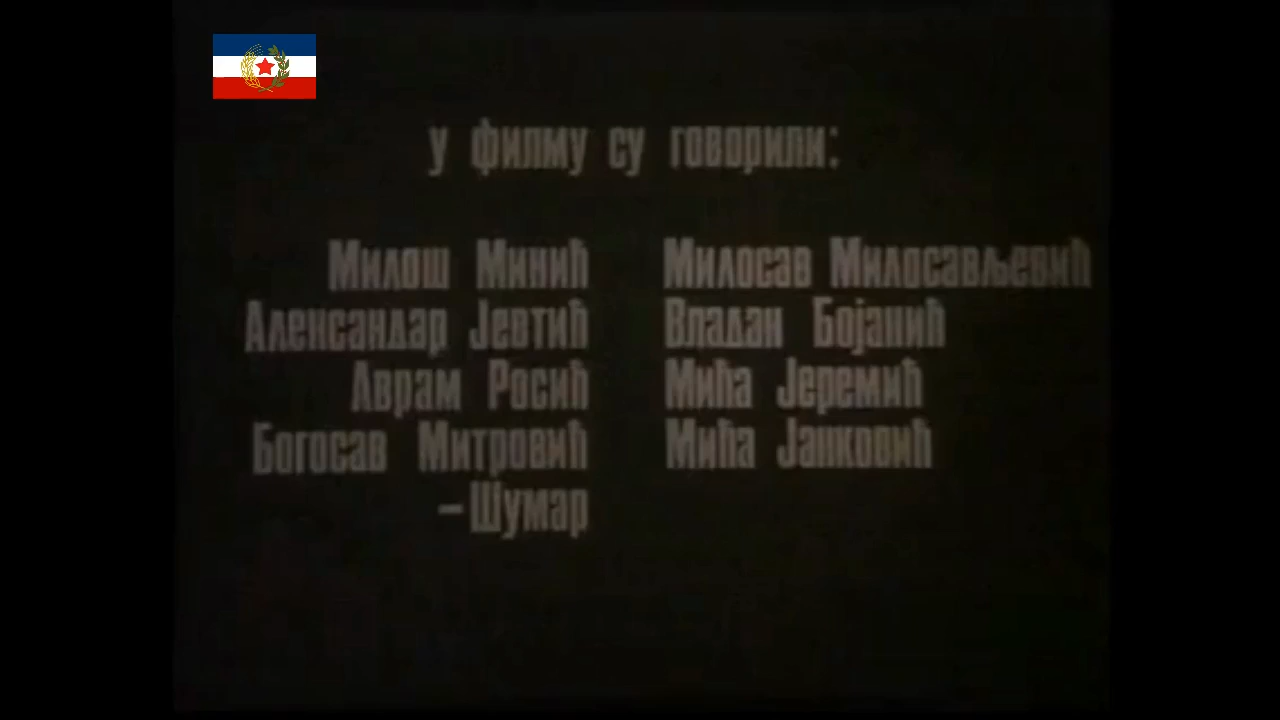 у филму су говорили:
Милош Минић
Александар Јевтић
Аврам Росић
Богосав Митровић
–Шумар
Милосав Милосављевић
Владан Бојанић
Мића Јеремић
Мића Јанковић